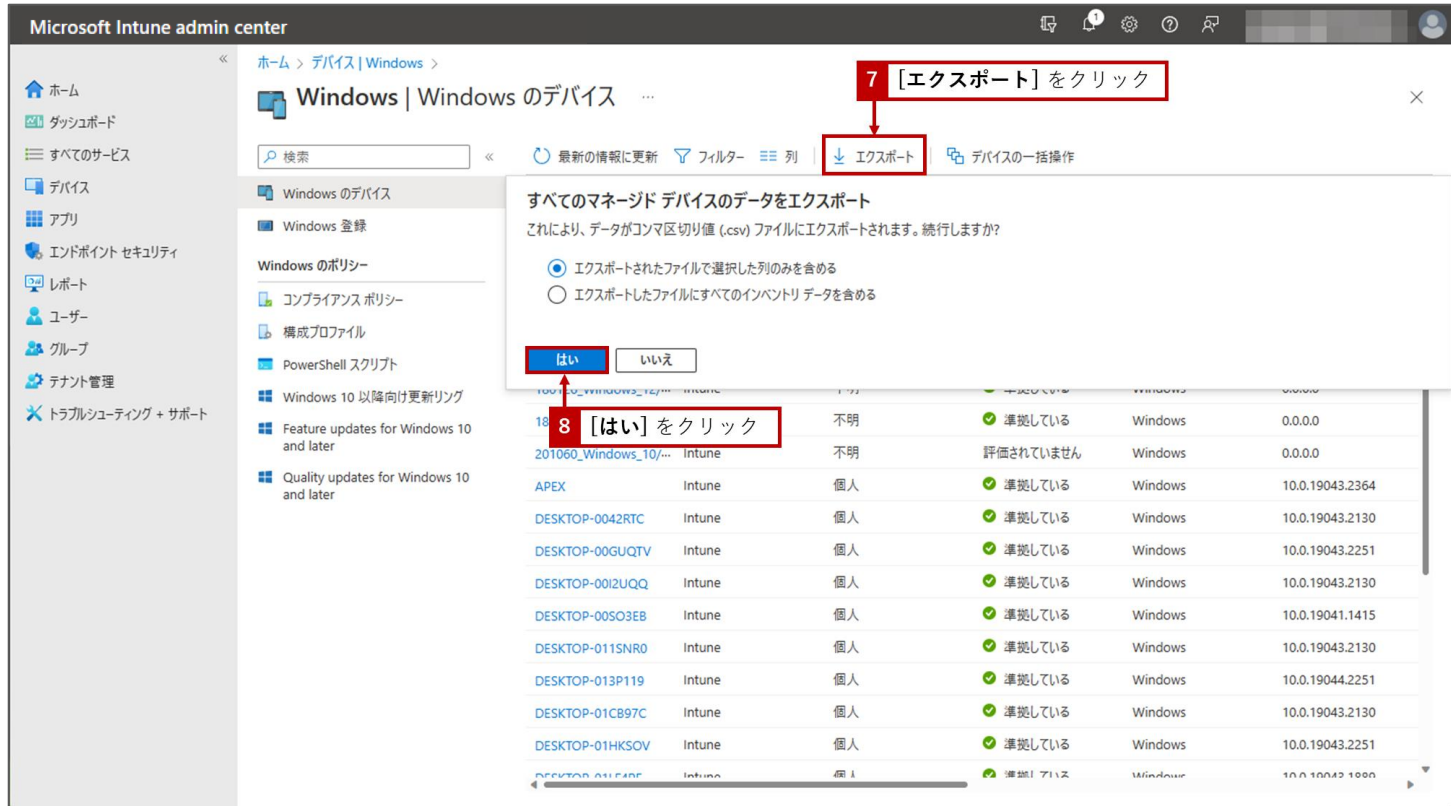 Microsoft Intune admin center
1
«
ホーム
ダッシュボード
すべてのサービス
デバイス
アプリ
エンドポイント セキュリティ
レポート
ユーザー
グループ
テナント管理
トラブルシューティング + サポート
ホーム > デバイス | Windows >
Windows | Windows のデバイス ...
7 [エクスポート] をクリック
検索
«
Windows のデバイス
Windows 登録
Windows のポリシー
コンプライアンス ポリシー
構成プロファイル
PowerShell スクリプト
Windows 10 以降向け更新リング
Feature updates for Windows 10
and later
Quality updates for Windows 10
and later
最新の情報に更新 フィルター 列 エクスポート デバイスの一括操作
すべてのマネージド デバイスのデータをエクスポート
これにより、データがコンマ区切り値 (.csv) ファイルにエクスポートされます。続行しますか?
エクスポートされたファイルで選択した列のみを含める
エクスポートしたファイルにすべてのインベントリ データを含める
はい いいえ
8 [はい] をクリック
18 不明 準拠している Windows 0.0.0.0
201060_Windows_10/... Intune 不明 評価されていません Windows 0.0.0.0
APEX Intune 個人 準拠している Windows 10.0.19043.2364
DESKTOP-0042RTC Intune 個人 準拠している Windows 10.0.19043.2130
DESKTOP-00GUQTV Intune 個人 準拠している Windows 10.0.19043.2251
DESKTOP-00I2UQQ Intune 個人 準拠している Windows 10.0.19043.2130
DESKTOP-00SO3EB Intune 個人 準拠している Windows 10.0.19041.1415
DESKTOP-011SNR0 Intune 個人 準拠している Windows 10.0.19043.2130
DESKTOP-013P119 Intune 個人 準拠している Windows 10.0.19044.2251
DESKTOP-01CB97C Intune 個人 準拠している Windows 10.0.19043.2130
DESKTOP-01HKSOV Intune 個人 準拠している Windows 10.0.19043.2251
Intune 個人 準拠している Windows 10.0.19043.1889